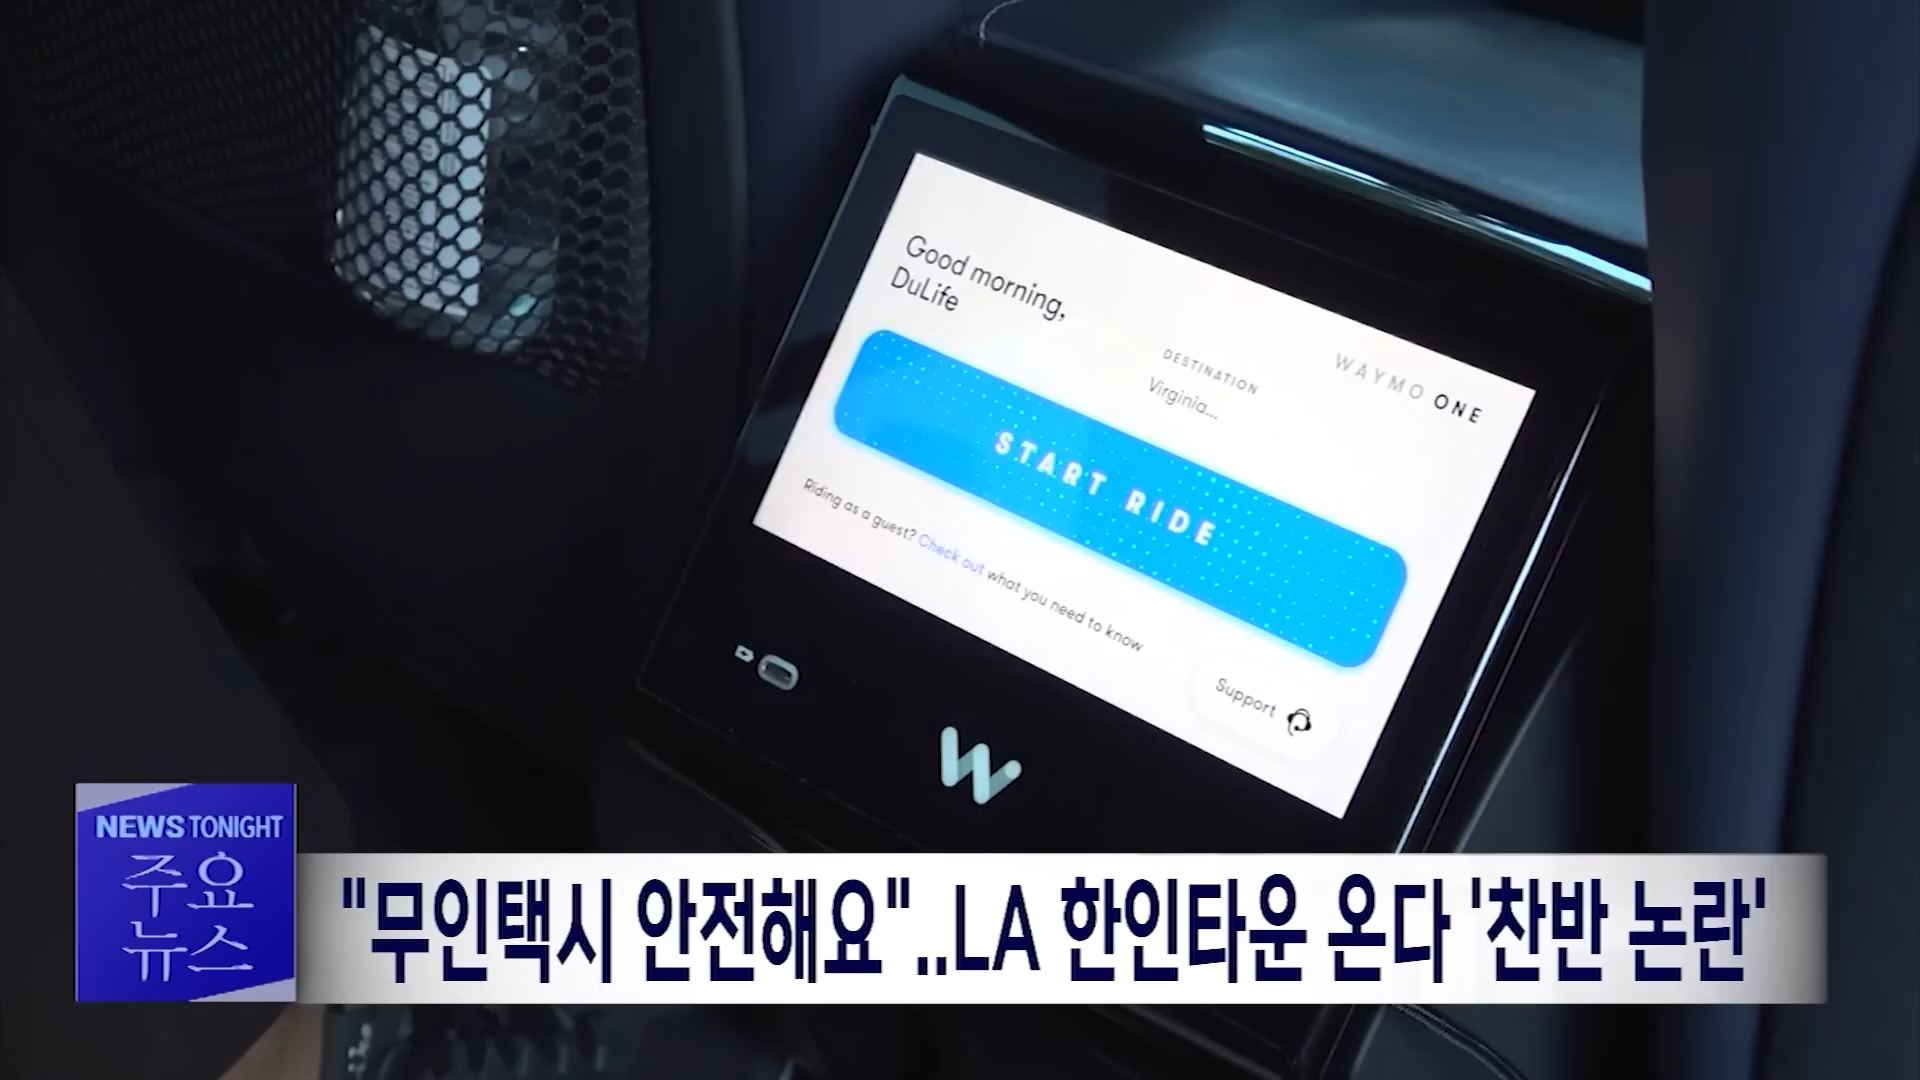 Good morning,
DuLife
WAYMO ONE
DESTINATION
Virginia...
START RIDE
Riding as a guest? Check out what you need to know
Support
NEWS TONIGHT
주요
뉴스
"무인택시 안전해요"..LA 한인타운 온다 '찬반 논란'